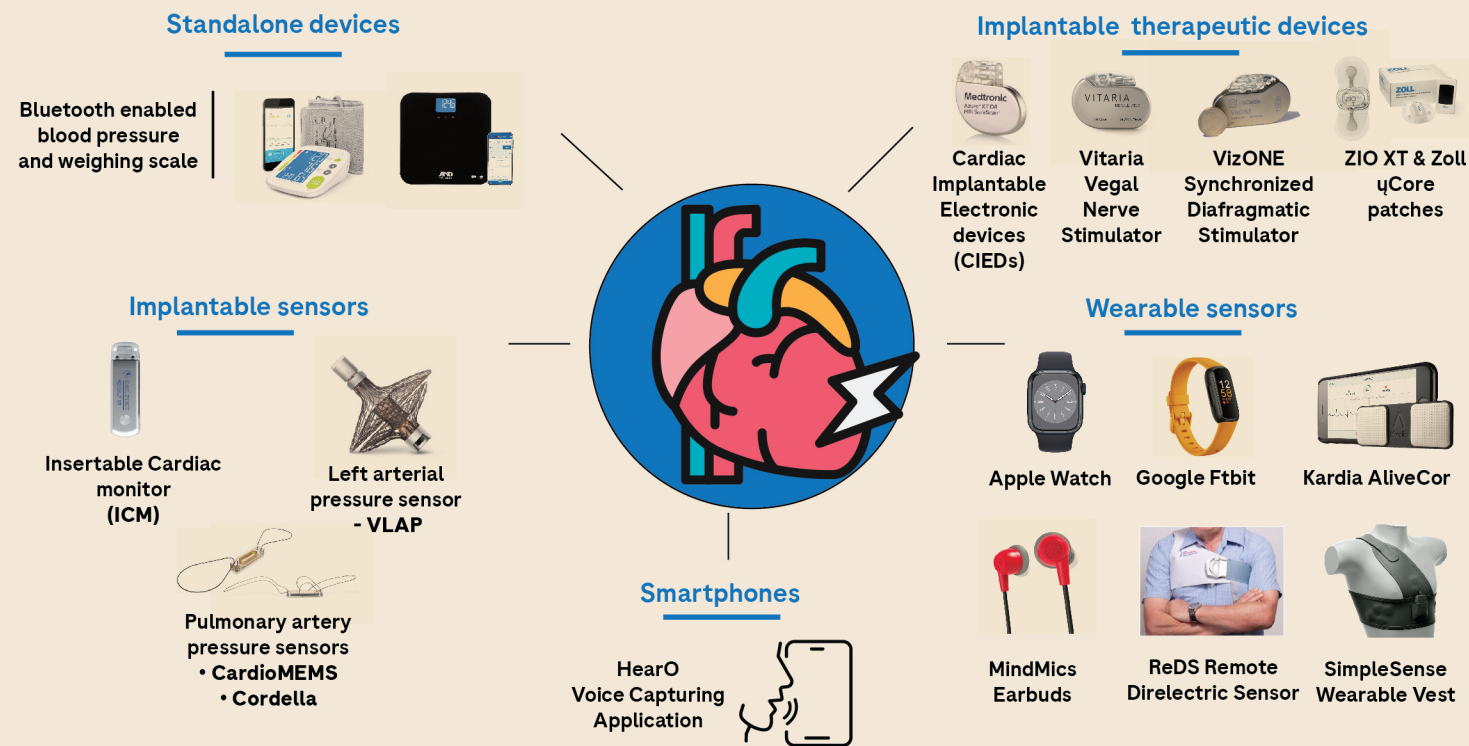 Standalone devices
Bluetooth enabled
blood pressure
and weighing scale
Implantable therapeutic devices
Medtronic
VITARIA
ZOLL
Cardiac
Implantable
Electronic
devices
(CIEDs)
Vitaria
Vegal
Nerve
Stimulator
VizONE
Synchronized
Diafragmatic
Stimulator
ZIO XT & Zoll
ųCore
patches
Implantable sensors
Insertable Cardiac
monitor
(ICM)
Left arterial
pressure sensor
- VLAP
Pulmonary artery
pressure sensors
• CardioMEMS
• Cordella
Wearable sensors
Apple Watch
Google Ftbit
Kardia AliveCor
MindMics
Earbuds
ReDS Remote
Direlectric Sensor
SimpleSense
Wearable Vest
Smartphones
HearO
Voice Capturing
Application